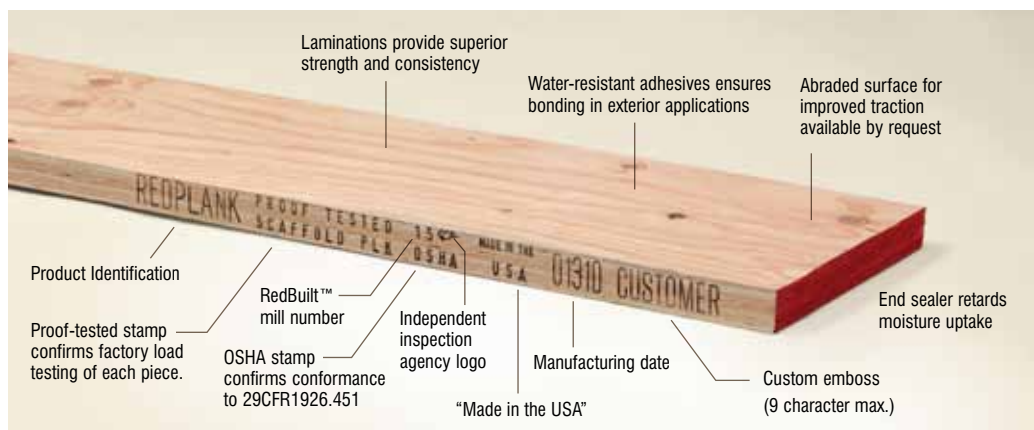 Laminations provide superior
strength and consistency
Water-resistant adhesives ensures
bonding in exterior applications
Abraded surface for
improved traction
available by request
REDPLANK PROOF TESTED 15 MADE IN THE 01310 CUSTOMER
SCAFFOLD PLK OSHA USA
Product Identification
Proof-tested stamp
confirms factory load
testing of each piece.
RedBuilt™
mill number
OSHA stamp
confirms conformance
to 29CFR1926.451
Independent
inspection
agency logo
"Made in the USA"
Manufacturing date
Custom emboss
(9 character max.)
End sealer retards
moisture uptake